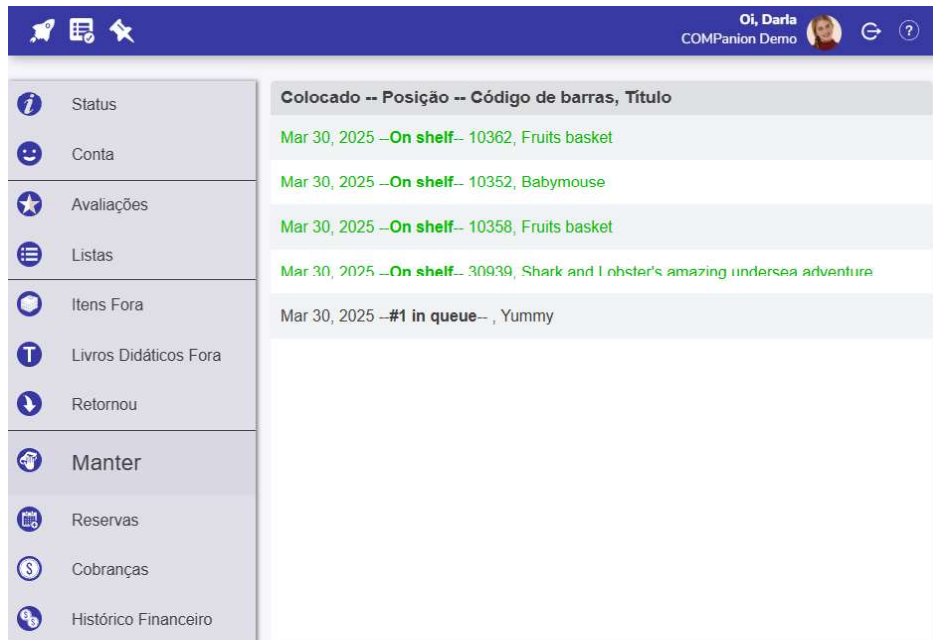 Oi, Darla
COMPanion Demo
Status
Conta
Avaliações
Listas
Itens Fora
Livros Didáticos Fora
Retornou
Manter
Reservas
Cobranças
Histórico Financeiro
Colocado -- Posição -- Código de barras, Título
Mar 30, 2025 --On shelf-- 10362, Fruits basket
Mar 30, 2025 --On shelf-- 10352, Babymouse
Mar 30, 2025 --On shelf-- 10358, Fruits basket
Mar 30, 2025 --On shelf-- 30939, Shark and Lobster's amazing undersea adventure
Mar 30, 2025 --#1 in queue-- , Yummy